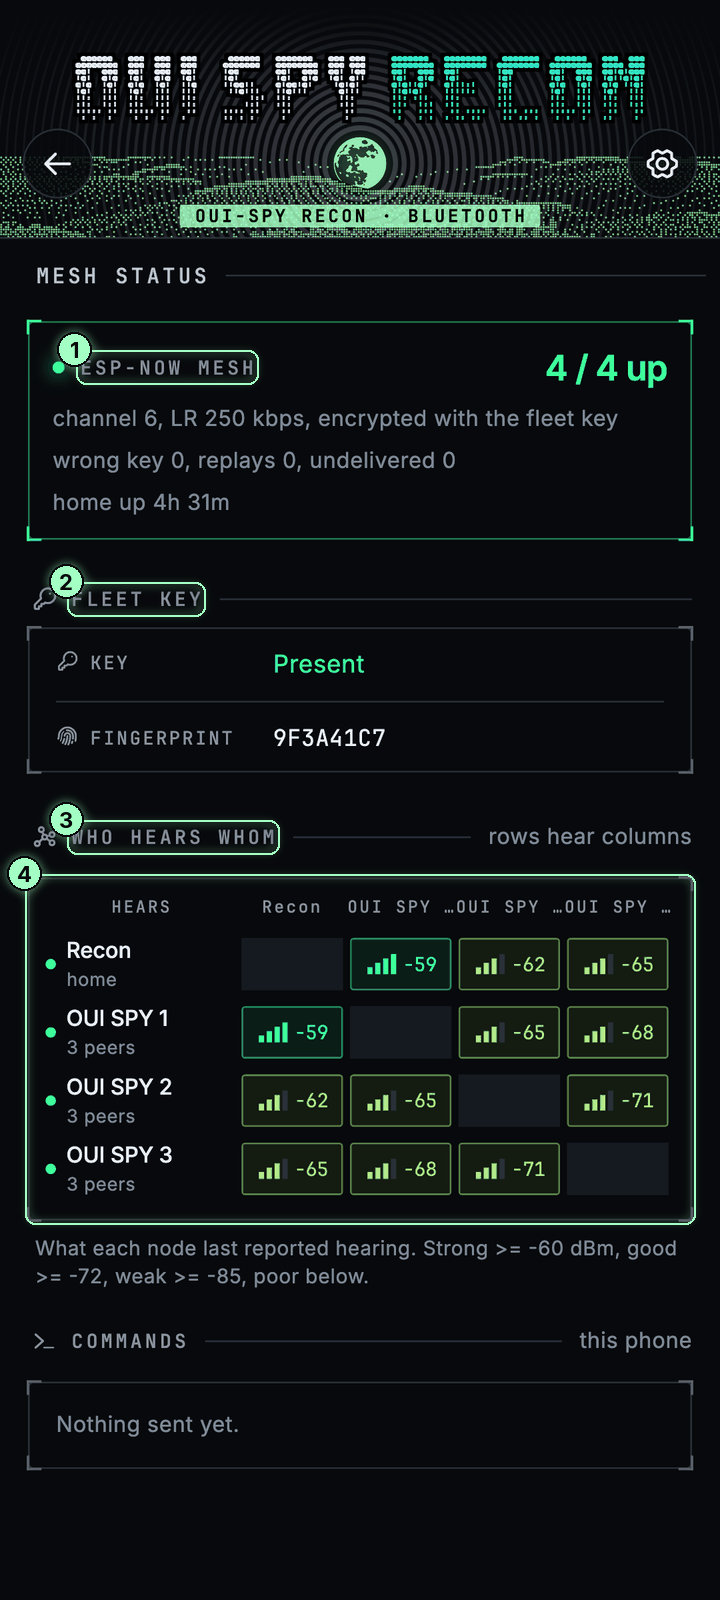 OUI SPY RECON
OUI-SPY RECON · BLUETOOTH
MESH STATUS
1
ESP-NOW MESH
4 / 4 up
channel 6, LR 250 kbps, encrypted with the fleet key
wrong key 0, replays 0, undelivered 0
home up 4h 31m
2
FLEET KEY
KEY Present
FINGERPRINT 9F3A41C7
3
WHO HEARS WHOM rows hear columns
4
HEARS Recon OUI SPY … OUI SPY … OUI SPY …
Recon
home
-59 -62 -65
OUI SPY 1
3 peers
-59 -65 -68
OUI SPY 2
3 peers
-62 -65 -71
OUI SPY 3
3 peers
-65 -68 -71
What each node last reported hearing. Strong >= -60 dBm, good
>= -72, weak >= -85, poor below.
>_ COMMANDS this phone
Nothing sent yet.